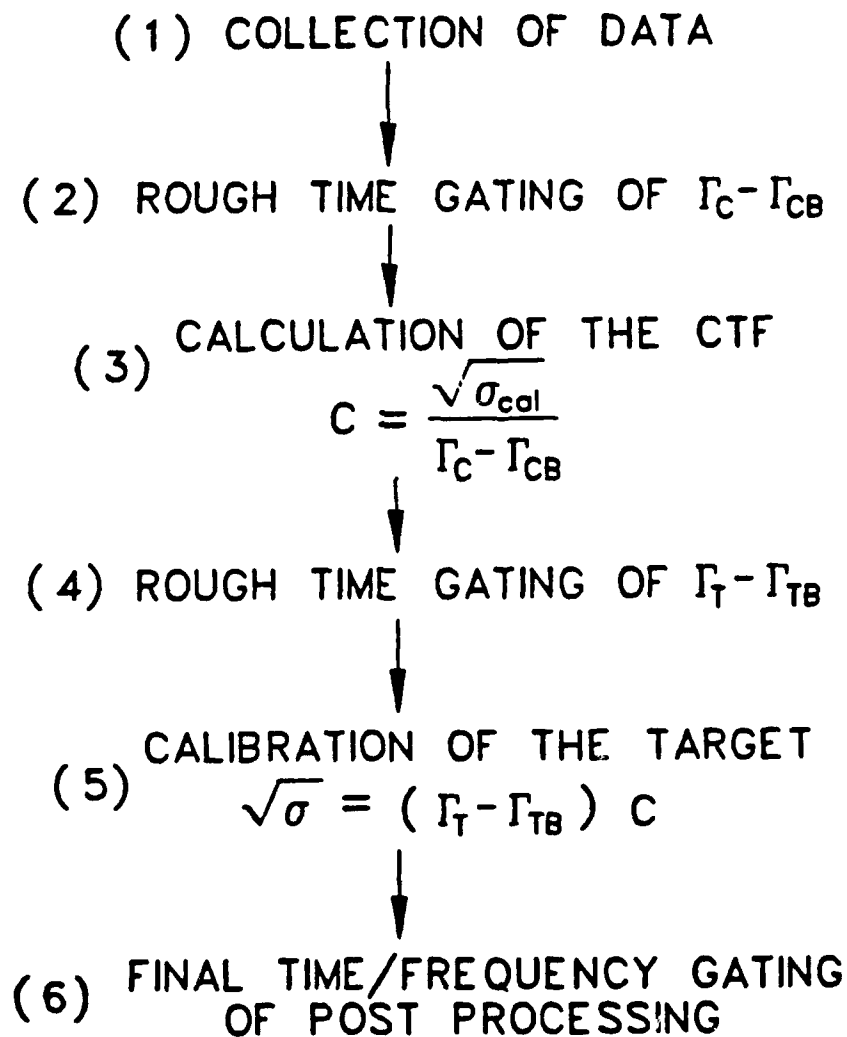 (1) COLLECTION OF DATA
(2) ROUGH TIME GATING OF Γ_C - Γ_CB
(3) CALCULATION OF THE CTF
C = √σ_cal / (Γ_C - Γ_CB)
(4) ROUGH TIME GATING OF Γ_T - Γ_TB
(5) CALIBRATION OF THE TARGET
√σ = ( Γ_T - Γ_TB ) C
(6) FINAL TIME/FREQUENCY GATING
OF POST PROCESSING